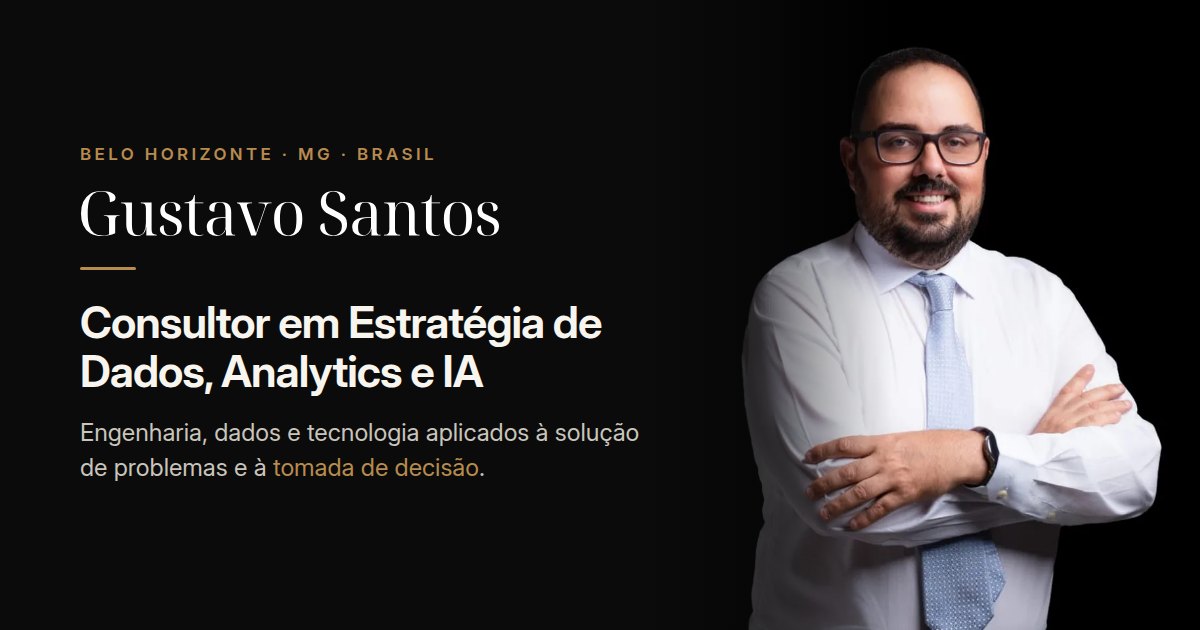 BELO HORIZONTE · MG · BRASIL
Gustavo Santos
Consultor em Estratégia de
Dados, Analytics e IA
Engenharia, dados e tecnologia aplicados à solução
de problemas e à tomada de decisão.